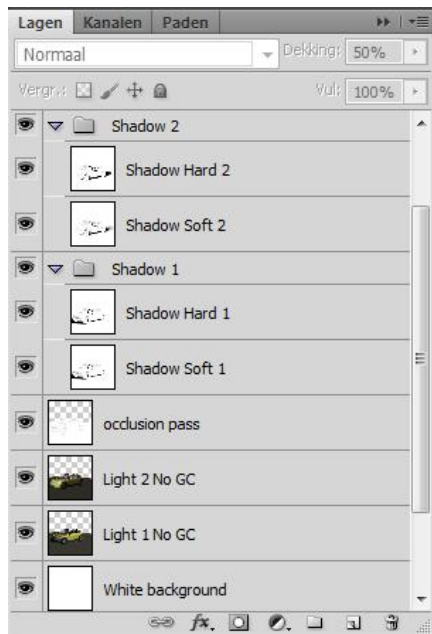 Lagen Kanalen Paden
Normaal Dekking: 50%
Vergr.: Vul: 100%
Shadow 2
Shadow Hard 2
Shadow Soft 2
Shadow 1
Shadow Hard 1
Shadow Soft 1
occlusion pass
Light 2 No GC
Light 1 No GC
White background
fx.